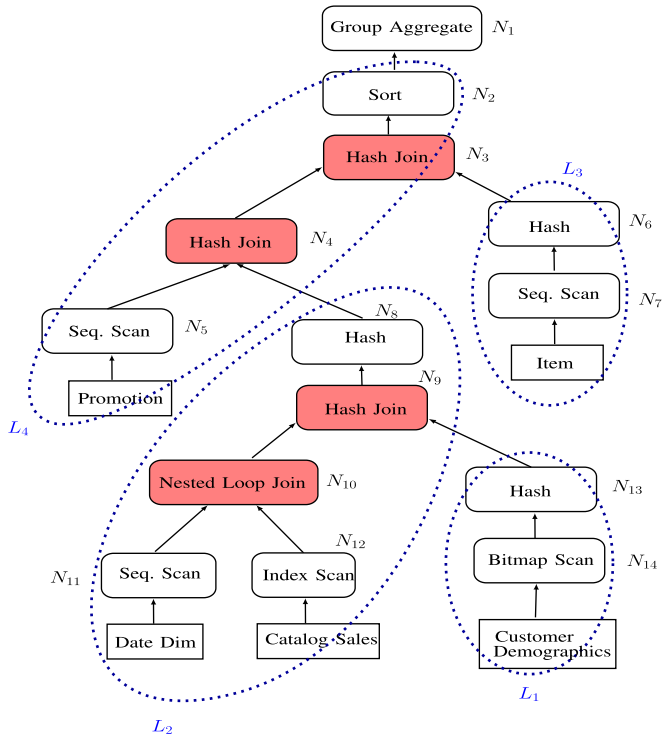 Group Aggregate N1
Sort N2
Hash Join N3
L3
Hash N6
Hash Join N4
Seq. Scan N7
N8
Seq. Scan N5
Hash
Item
N9
Promotion
Hash Join
L4
Nested Loop Join N10
Hash N13
N12
Bitmap Scan N14
N11 Seq. Scan
Index Scan
Date Dim
Catalog Sales
Customer
Demographics
L1
L2